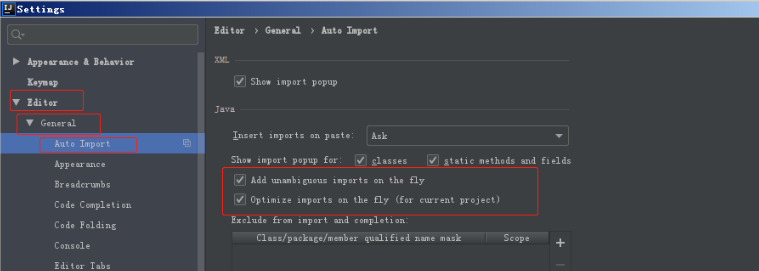 Settings
Editor > General > Auto Import
Appearance & Behavior
Keymap
Editor
General
Auto Import
Appearance
Breadcrumbs
Code Completion
Code Folding
Console
Editor Tabs
XML
Show import popup
Java
Insert imports on paste: Ask
Show import popup for: classes static methods and fields
Add unambiguous imports on the fly
Optimize imports on the fly (for current project)
Exclude from import and completion:
Class/package/member qualified name mask Scope